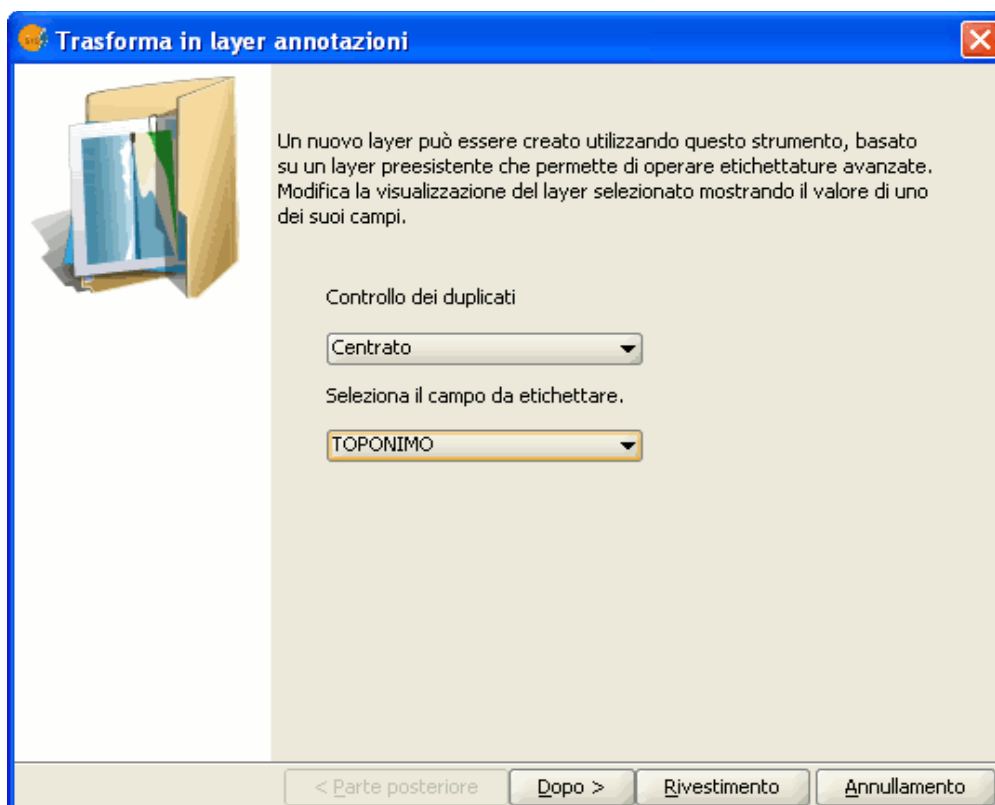 Trasforma in layer annotazioni
Un nuovo layer può essere creato utilizzando questo strumento, basato
su un layer preesistente che permette di operare etichettature avanzate.
Modifica la visualizzazione del layer selezionato mostrando il valore di uno
dei suoi campi.
Controllo dei duplicati
Centrato
Seleziona il campo da etichettare.
TOPONIMO
< Parte posteriore
Dopo >
Rivestimento
Annullamento